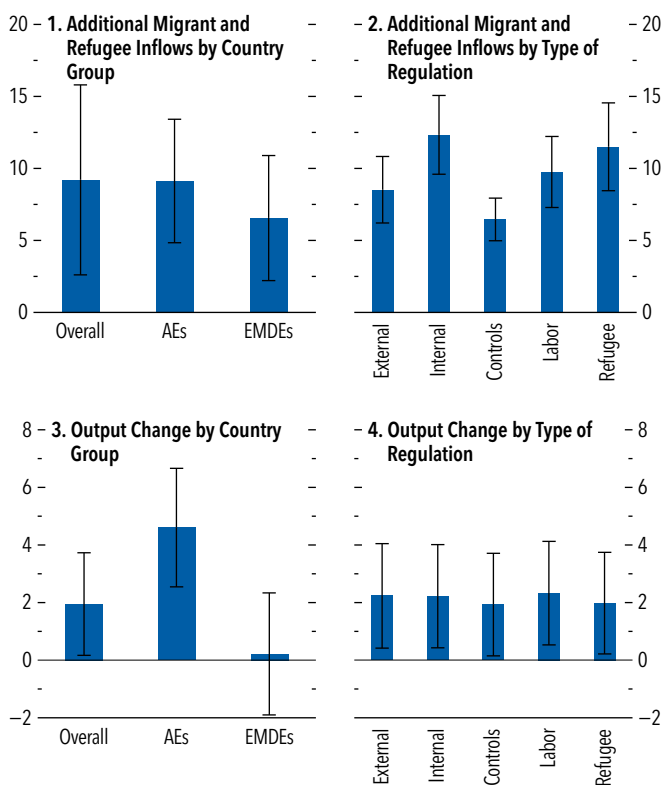 1. Additional Migrant and
Refugee Inflows by Country
Group
20
15
10
5
0
Overall AEs EMDEs
2. Additional Migrant and
Refugee Inflows by Type of
Regulation
20
15
10
5
0
External Internal Controls Labor Refugee
3. Output Change by Country
Group
8
6
4
2
0
−2
Overall AEs EMDEs
4. Output Change by Type of
Regulation
8
6
4
2
0
−2
External Internal Controls Labor Refugee